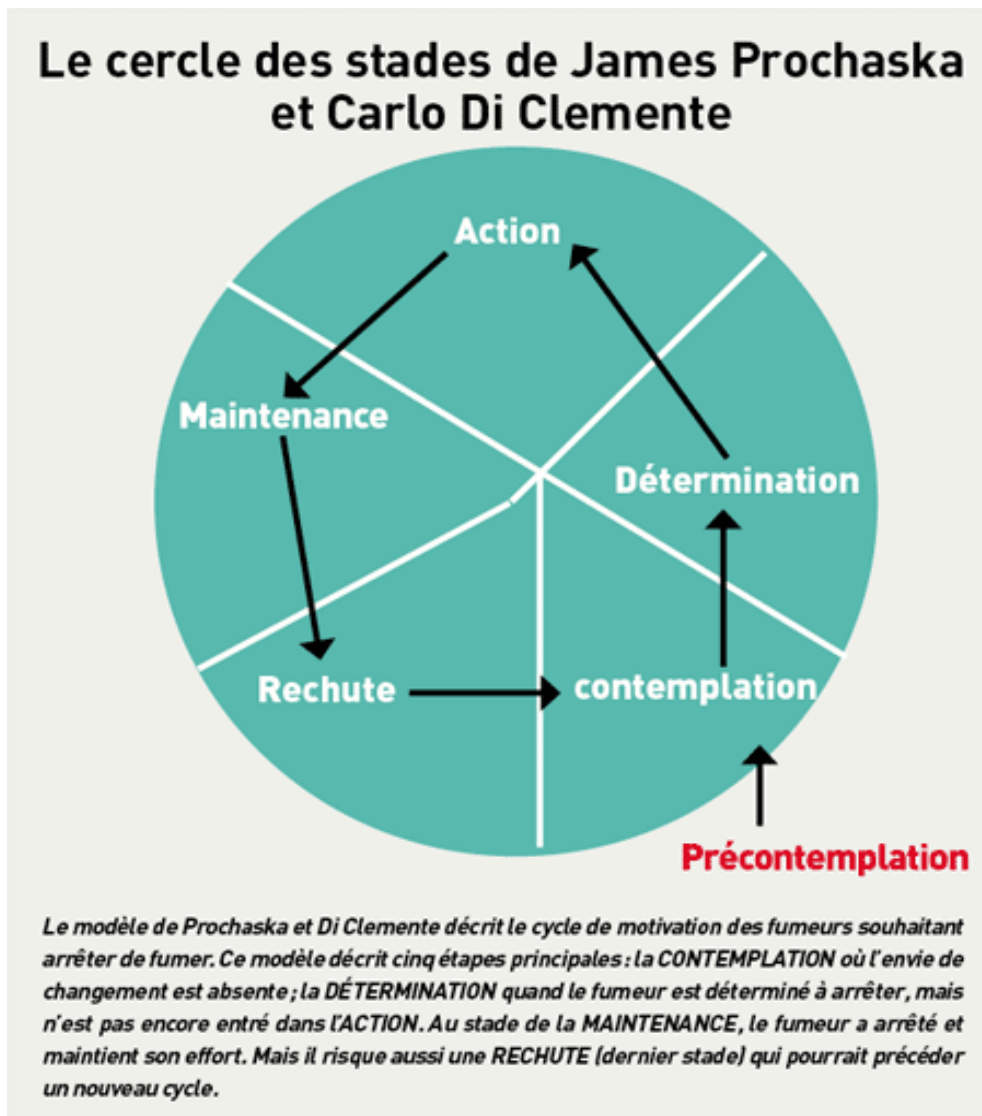 Le cercle des stades de James Prochaska
et Carlo Di Clemente
Action
Maintenance
Détermination
Rechute
contemplation
Précontemplation
Le modèle de Prochaska et Di Clemente décrit le cycle de motivation des fumeurs souhaitant
arrêter de fumer. Ce modèle décrit cinq étapes principales : la CONTEMPLATION où l'envie de
changement est absente ; la DÉTERMINATION quand le fumeur est déterminé à arrêter, mais
n'est pas encore entré dans l'ACTION. Au stade de la MAINTENANCE, le fumeur a arrêté et
maintient son effort. Mais il risque aussi une RECHUTE (dernier stade) qui pourrait précéder
un nouveau cycle.